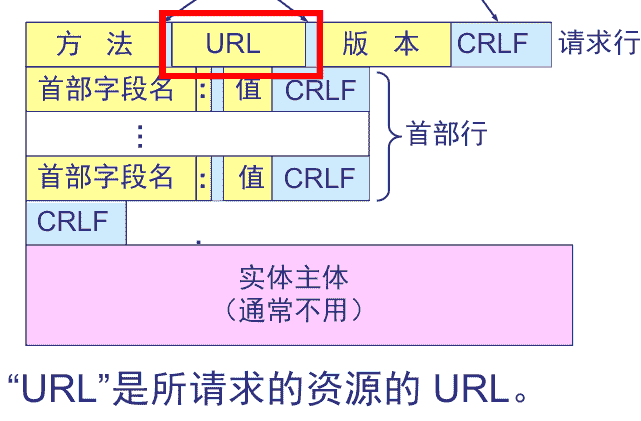 方 法 URL 版 本 CRLF 请求行
首部字段名 : 值 CRLF
⋮ 首部行
首部字段名 : 值 CRLF
CRLF
实体主体
（通常不用）
“URL”是所请求的资源的 URL。